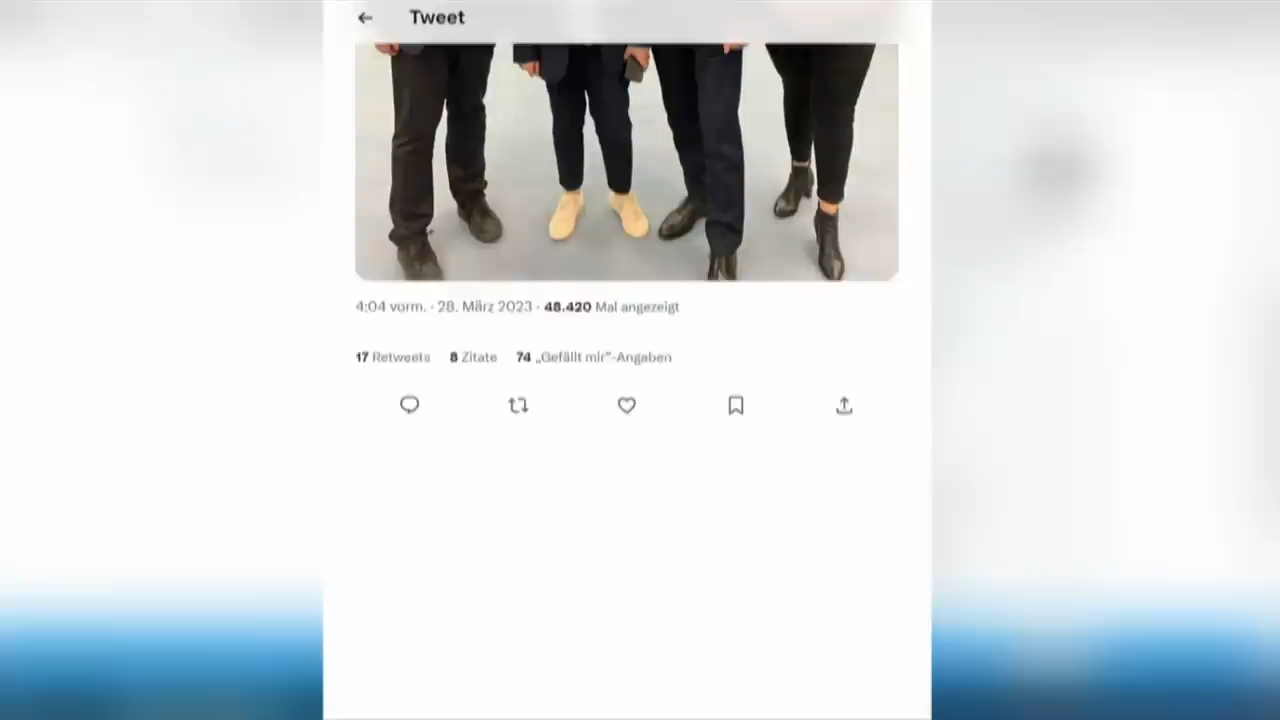 Tweet
4:04 vorm. · 28. März 2023 · 48.420 Mal angezeigt
17 Retweets 8 Zitate 74 „Gefällt mir“-Angaben